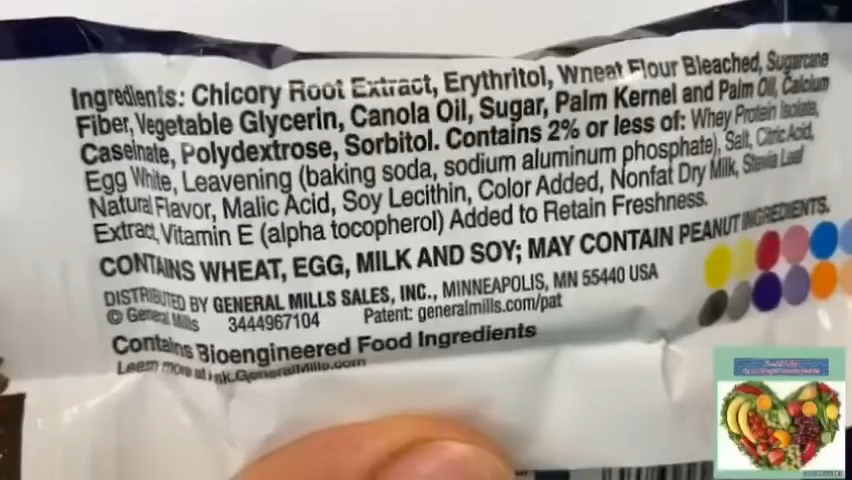 Ingredients: Chicory Root Extract, Erythritol, Wheat Flour Bleached, Sugarcane
Fiber, Vegetable Glycerin, Canola Oil, Sugar, Palm Kernel and Palm Oil, Calcium
Caseinate, Polydextrose, Sorbitol. Contains 2% or less of: Whey Protein Isolate,
Egg White, Leavening (baking soda, sodium aluminum phosphate), Salt, Citric Acid,
Natural Flavor, Malic Acid, Soy Lecithin, Color Added, Nonfat Dry Milk, Stevia Leaf
Extract, Vitamin E (alpha tocopherol) Added to Retain Freshness.
CONTAINS WHEAT, EGG, MILK AND SOY; MAY CONTAIN PEANUT INGREDIENTS.
DISTRIBUTED BY GENERAL MILLS SALES, INC., MINNEAPOLIS, MN 55440 USA
© General Mills 3444967104 Patent: generalmills.com/pat
Contains Bioengineered Food Ingredients
Learn more at Ask.GeneralMills.com